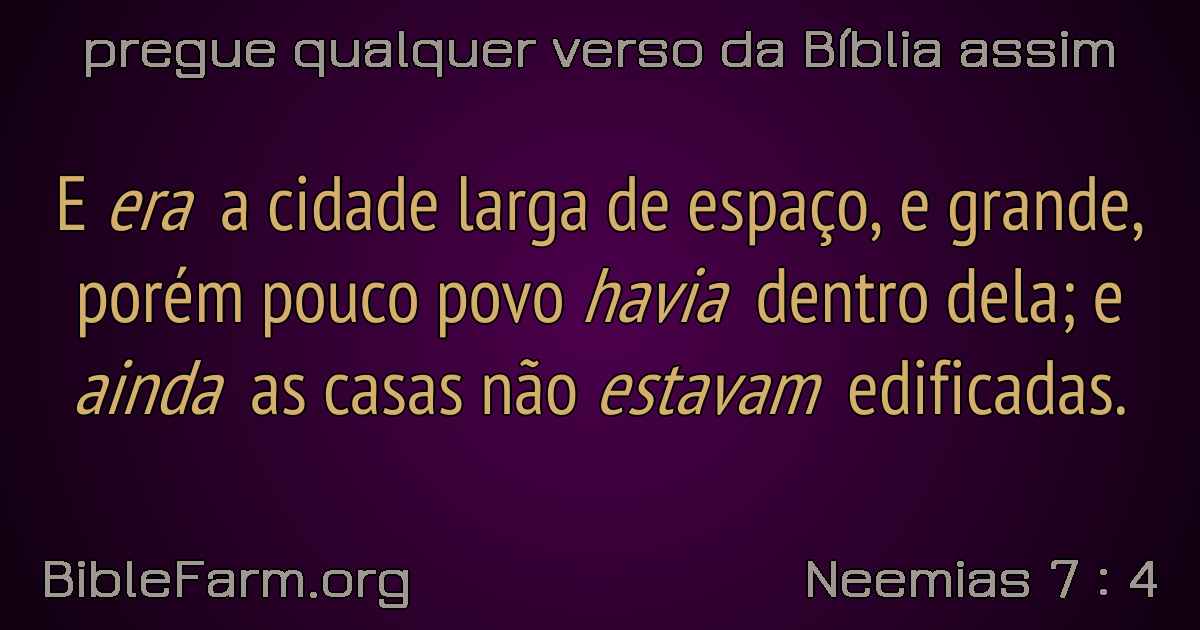 pregue qualquer verso da Bíblia assim
E era a cidade larga de espaço, e grande,
porém pouco povo havia dentro dela; e
ainda as casas não estavam edificadas.
BibleFarm.org
Neemias 7 : 4